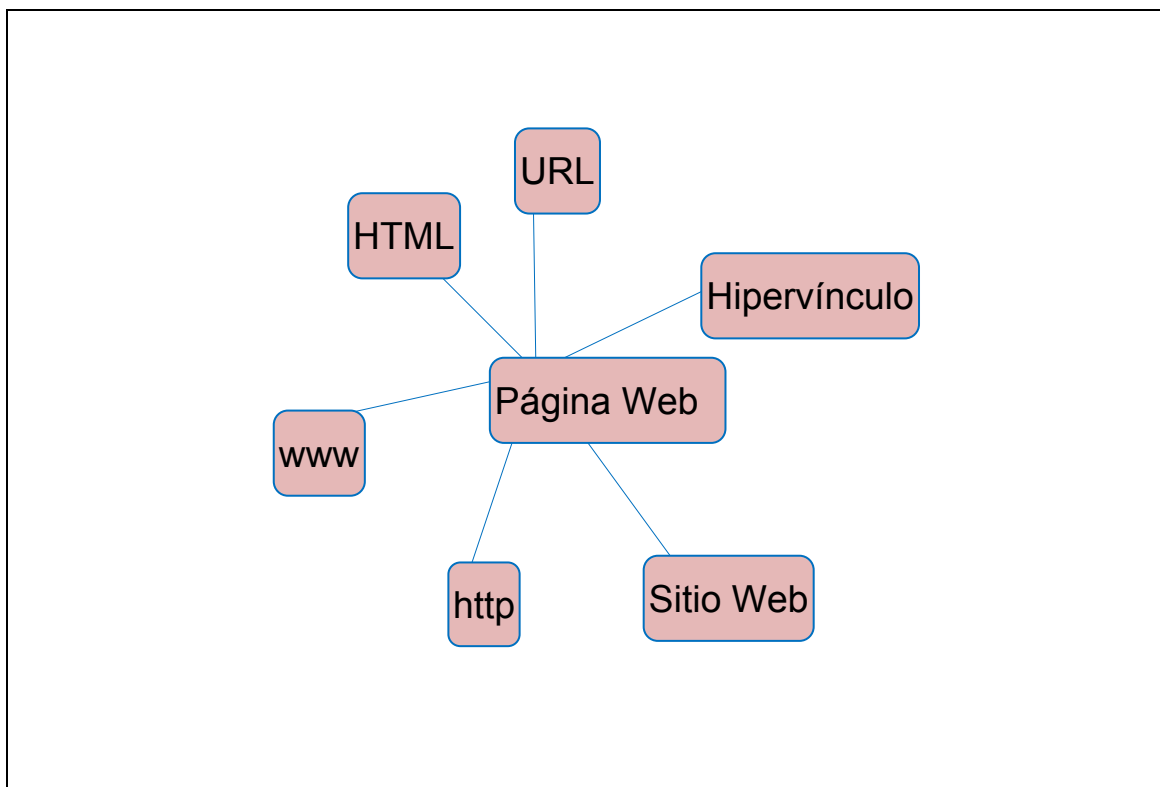 URL
HTML
Hipervínculo
Página Web
www
http
Sitio Web